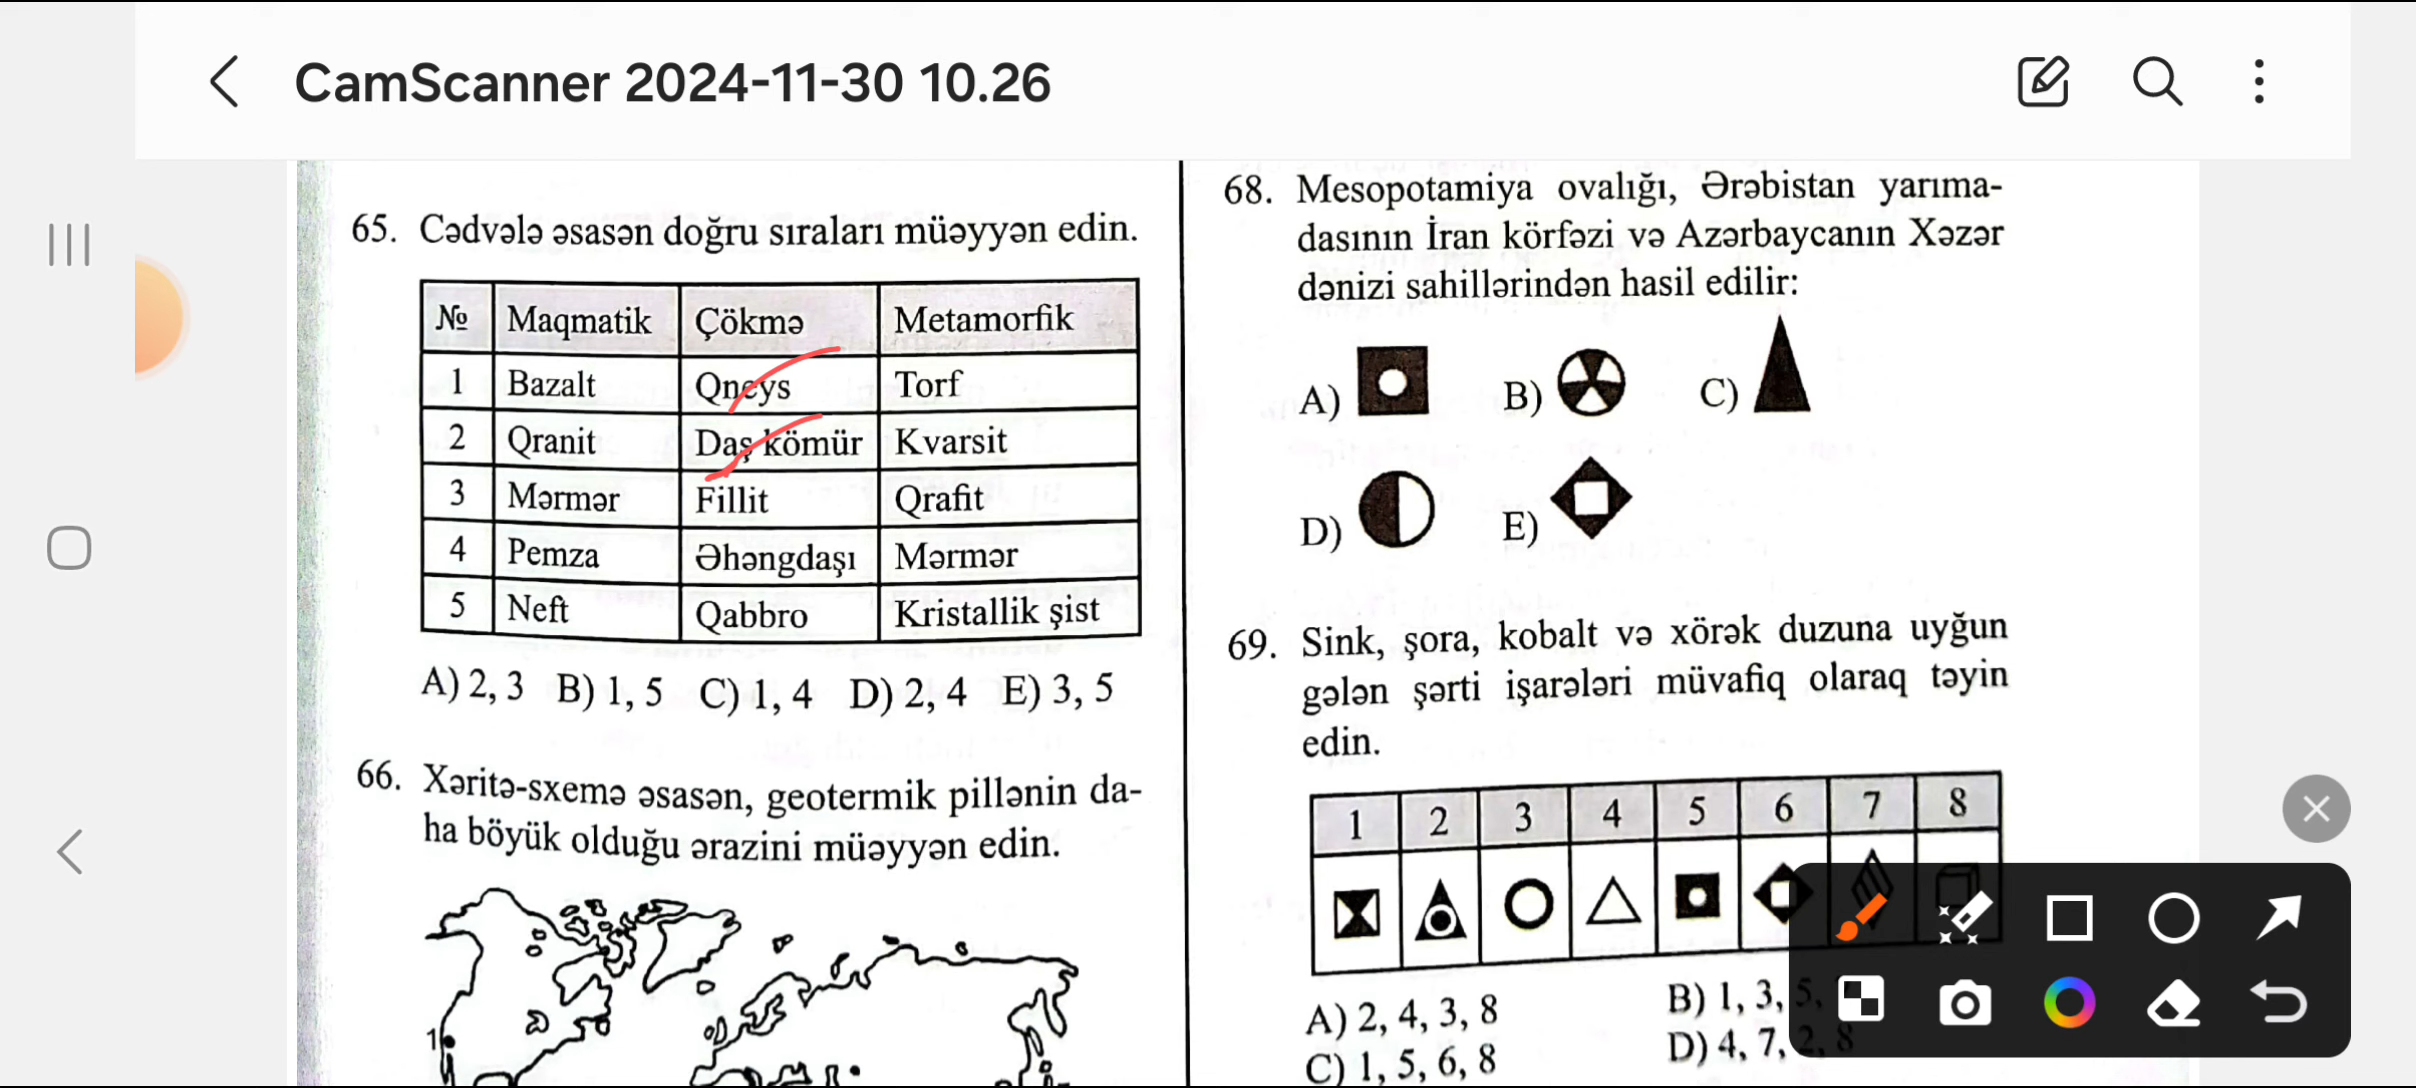 CamScanner 2024-11-30 10.26
65. Cədvələ əsasən doğru sıraları müəyyən edin.
№ Maqmatik Çökmə Metamorfik
1 Bazalt Qneys Torf
2 Qranit Daş kömür Kvarsit
3 Mərmər Fillit Qrafit
4 Pemza Əhəngdaşı Mərmər
5 Neft Qabbro Kristallik şist
A) 2, 3 B) 1, 5 C) 1, 4 D) 2, 4 E) 3, 5
66. Xəritə-sxemə əsasən, geotermik pillənin da-
ha böyük olduğu ərazini müəyyən edin.
1
68. Mesopotamiya ovalığı, Ərəbistan yarıma-
dasının İran körfəzi və Azərbaycanın Xəzər
dənizi sahillərindən hasil edilir:
A) B) C)
D) E)
69. Sink, şora, kobalt və xörək duzuna uyğun
gələn şərti işarələri müvafiq olaraq təyin
edin.
1 2 3 4 5 6 7 8
A) 2, 4, 3, 8 B) 1, 3, 5,
C) 1, 5, 6, 8 D) 4, 7, 2, 8